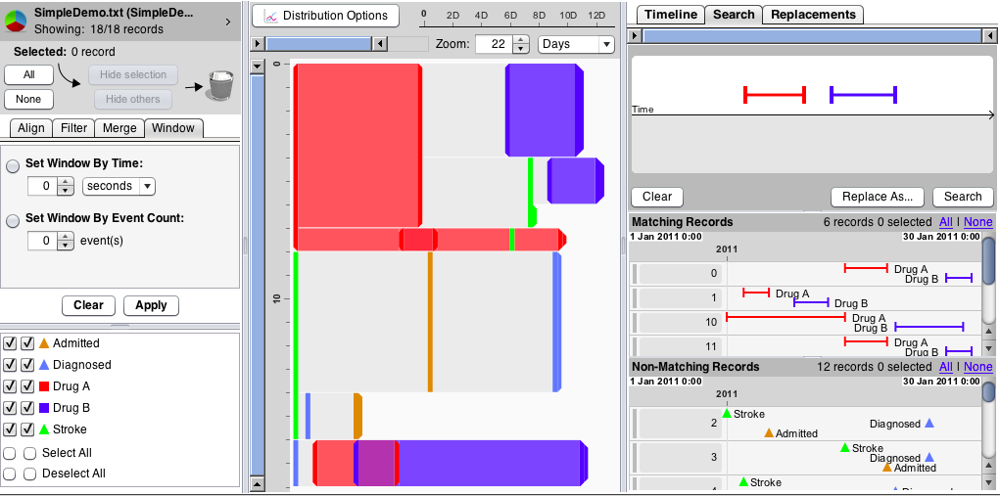 SimpleDemo.txt (SimpleDe...
Showing: 18/18 records
Selected: 0 record
All
Hide selection
None
Hide others
Align Filter Merge Window
Set Window By Time:
0 seconds
Set Window By Event Count:
0 event(s)
Clear Apply
Admitted
Diagnosed
Drug A
Drug B
Stroke
Select All
Deselect All
Distribution Options
0 2D 4D 6D 8D 10D 12D
Zoom: 22 Days
0
10
Timeline Search Replacements
Time
Clear Replace As... Search
Matching Records 6 records 0 selected All | None
1 Jan 2011 0:00 30 Jan 2011 0:00
2011
0 Drug A
Drug B
1 Drug A
Drug B
10 Drug A
Drug B
11 Drug A
Drug B
Non-Matching Records 12 records 0 selected All | None
1 Jan 2011 0:00 30 Jan 2011 0:00
2011
Stroke
2 Diagnosed
Admitted
Stroke
3 Diagnosed
Admitted
Stroke
4 Diagnosed